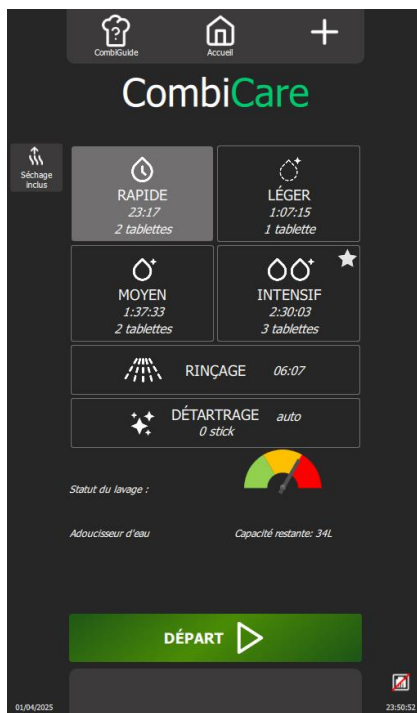 CombiGuide
Accueil
CombiCare
Séchage
inclus
RAPIDE
23:17
2 tablettes
LÉGER
1:07:15
1 tablette
MOYEN
1:37:33
2 tablettes
INTENSIF
2:30:03
3 tablettes
RINÇAGE 06:07
DÉTARTRAGE auto
0 stick
Statut du lavage :
Adoucisseur d'eau Capacité restante: 34L
DÉPART
01/04/2025 23:50:52